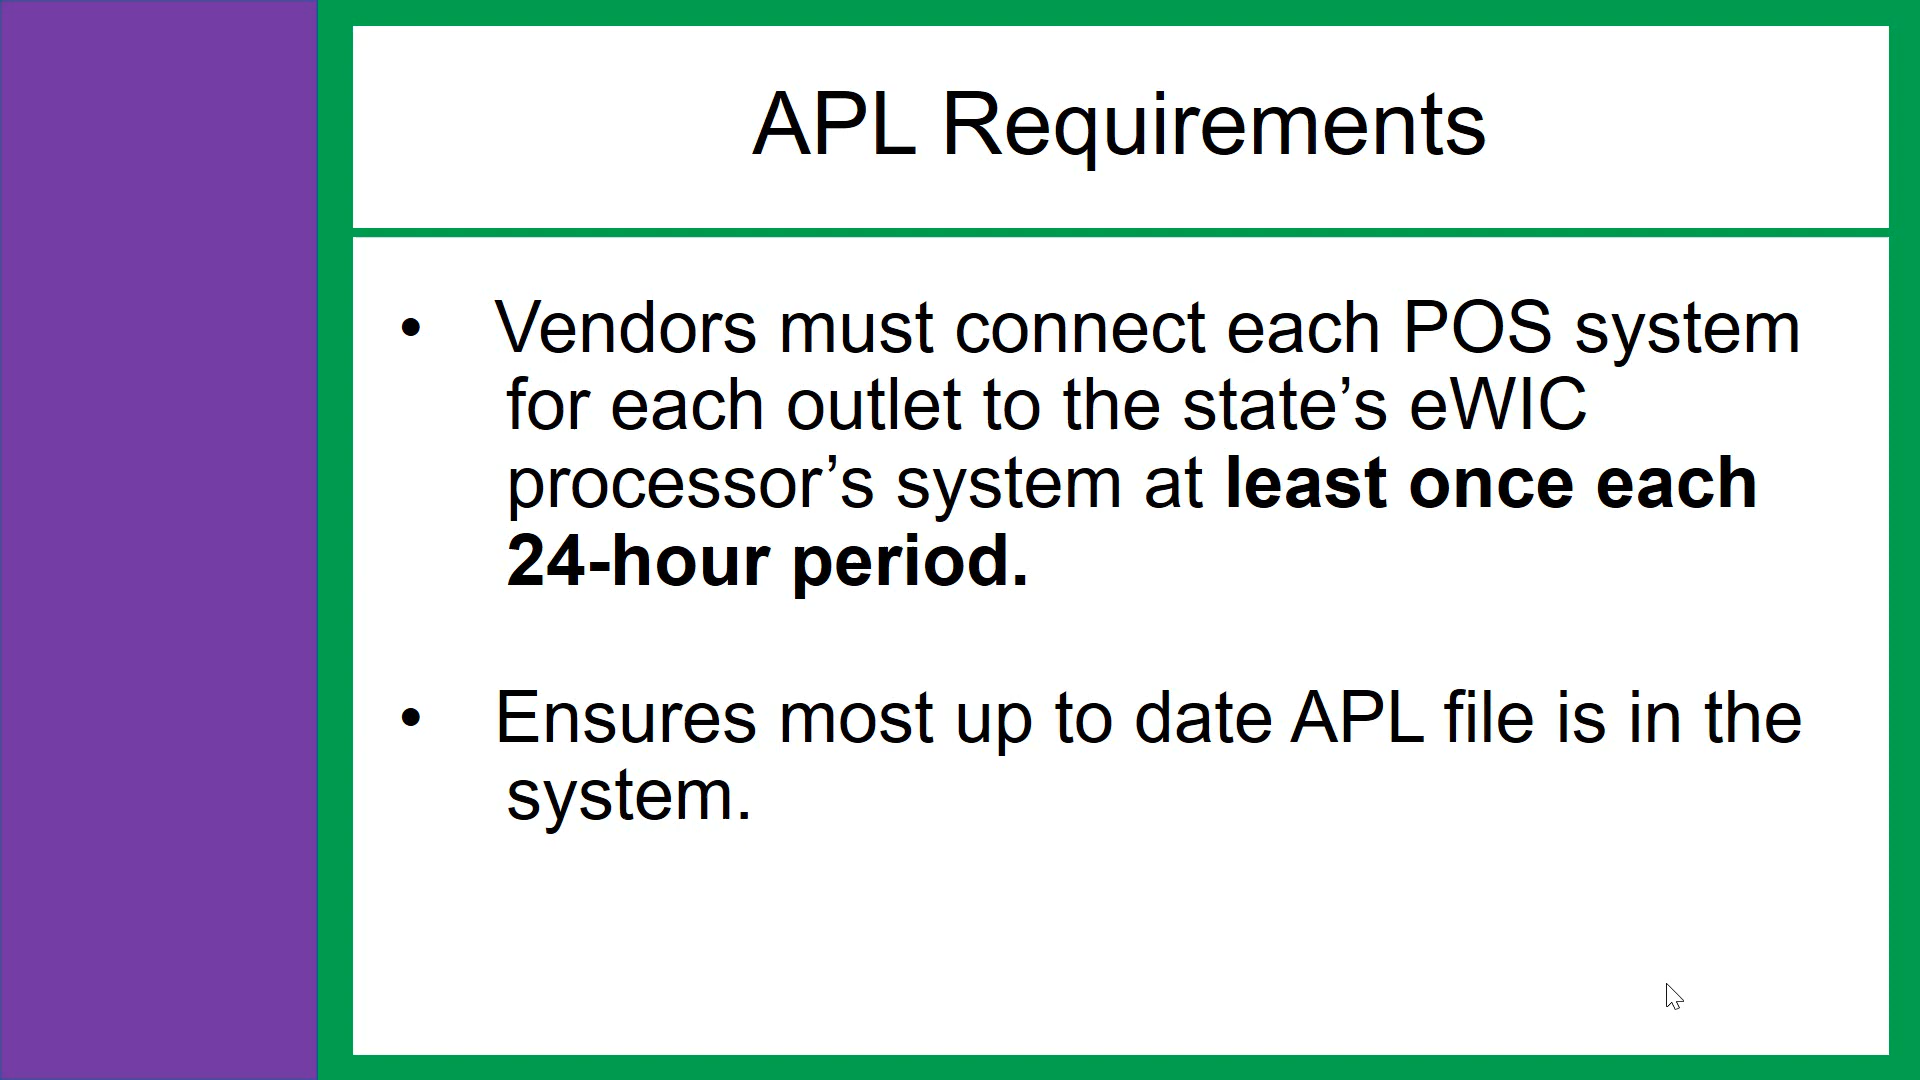 APL Requirements
• Vendors must connect each POS system
for each outlet to the state’s eWIC
processor’s system at least once each
24-hour period.
• Ensures most up to date APL file is in the
system.